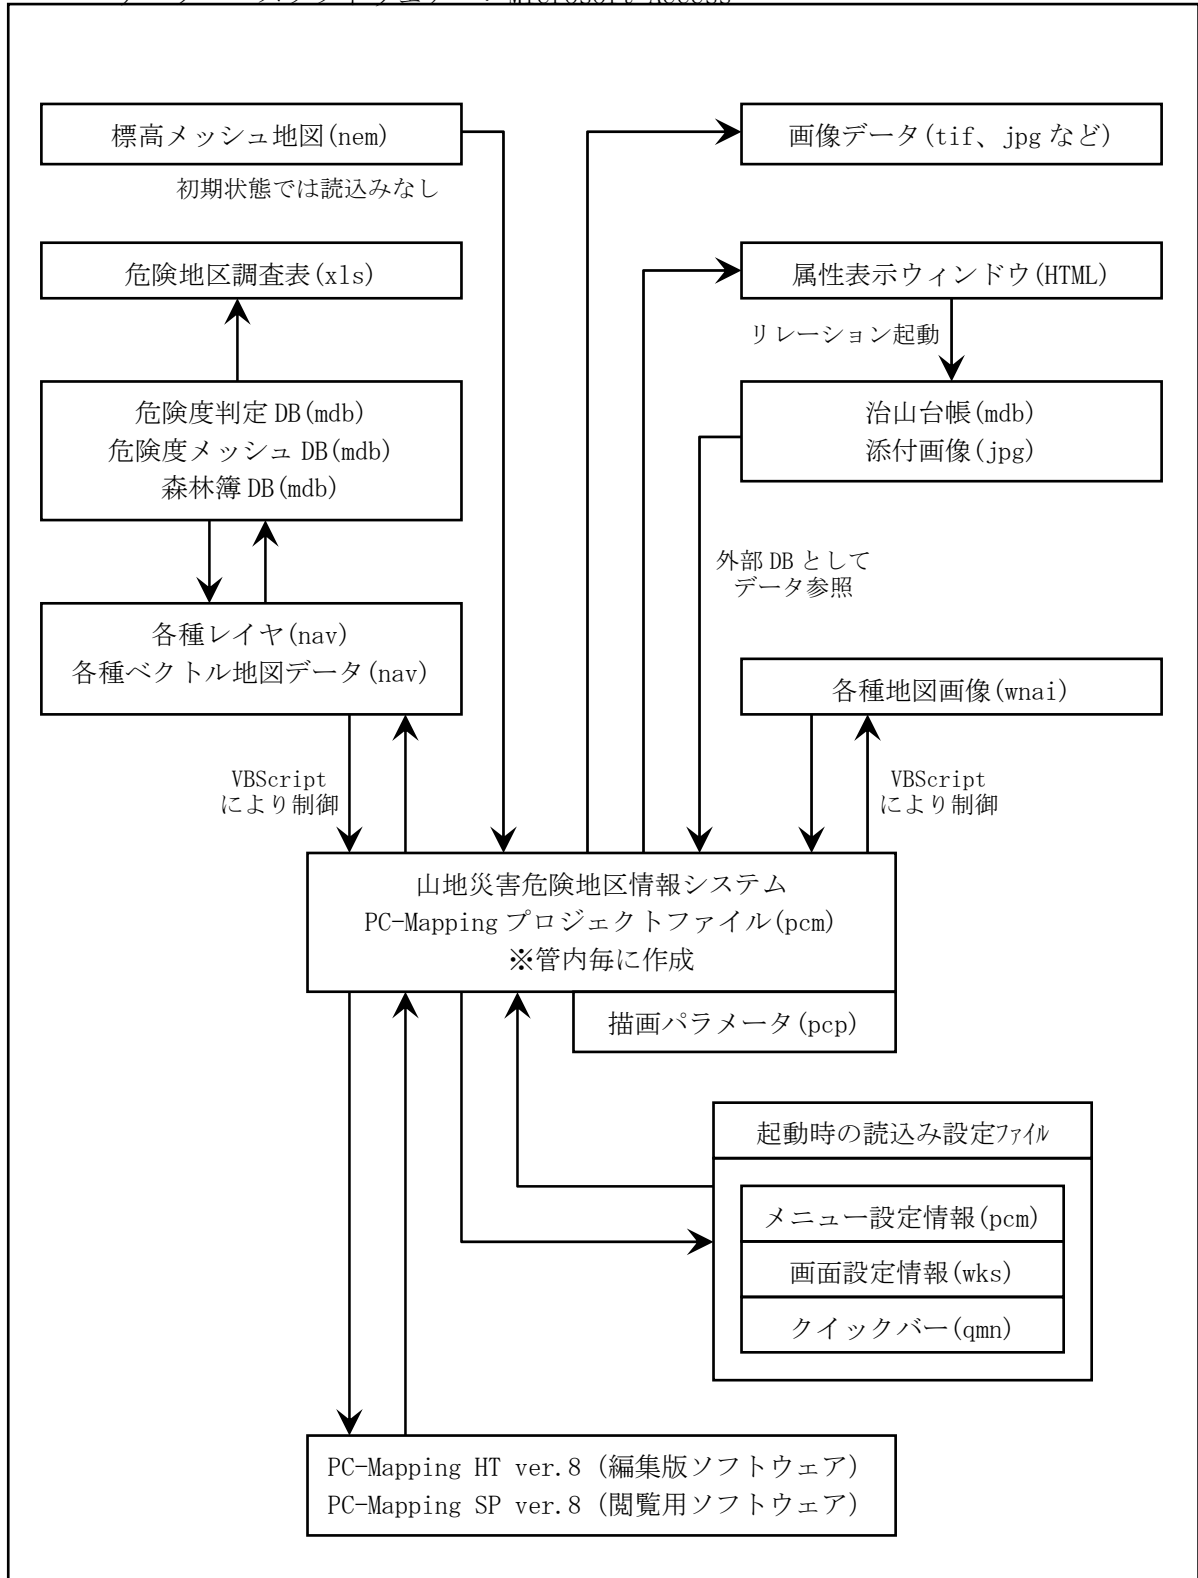 標高メッシュ地図(nem)
初期状態では読込みなし
危険地区調査表(xls)
危険度判定 DB(mdb)
危険度メッシュ DB(mdb)
森林簿 DB(mdb)
各種レイヤ(nav)
各種ベクトル地図データ(nav)
VBScript
により制御
画像データ(tif、jpg など)
属性表示ウィンドウ(HTML)
リレーション起動
治山台帳(mdb)
添付画像(jpg)
外部 DB として
データ参照
各種地図画像(wnai)
VBScript
により制御
山地災害危険地区情報システム
PC-Mapping プロジェクトファイル(pcm)
※管内毎に作成
描画パラメータ(pcp)
起動時の読込み設定ファイル
メニュー設定情報(pcm)
画面設定情報(wks)
クイックバー(qmn)
PC-Mapping HT ver.8 (編集版ソフトウェア)
PC-Mapping SP ver.8 (閲覧用ソフトウェア)